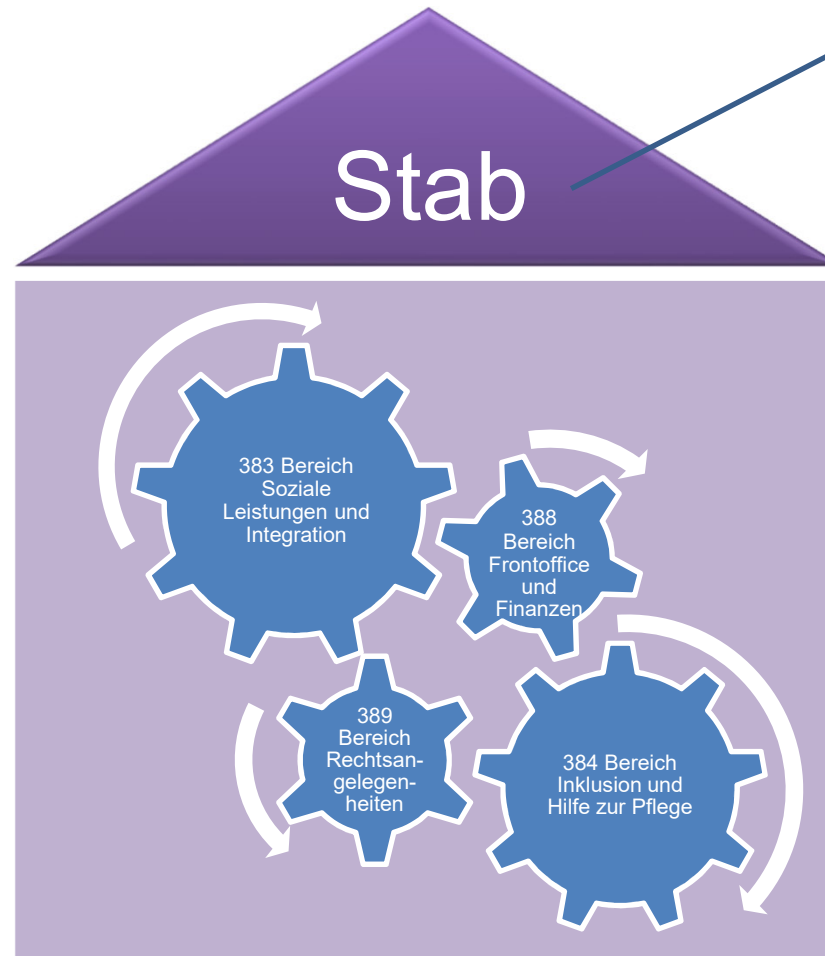 Stab
383 Bereich
Soziale
Leistungen und
Integration
388
Bereich
Frontoffice
und
Finanzen
389
Bereich
Rechtsan-
gelegen-
heiten
384 Bereich
Inklusion und
Hilfe zur Pflege